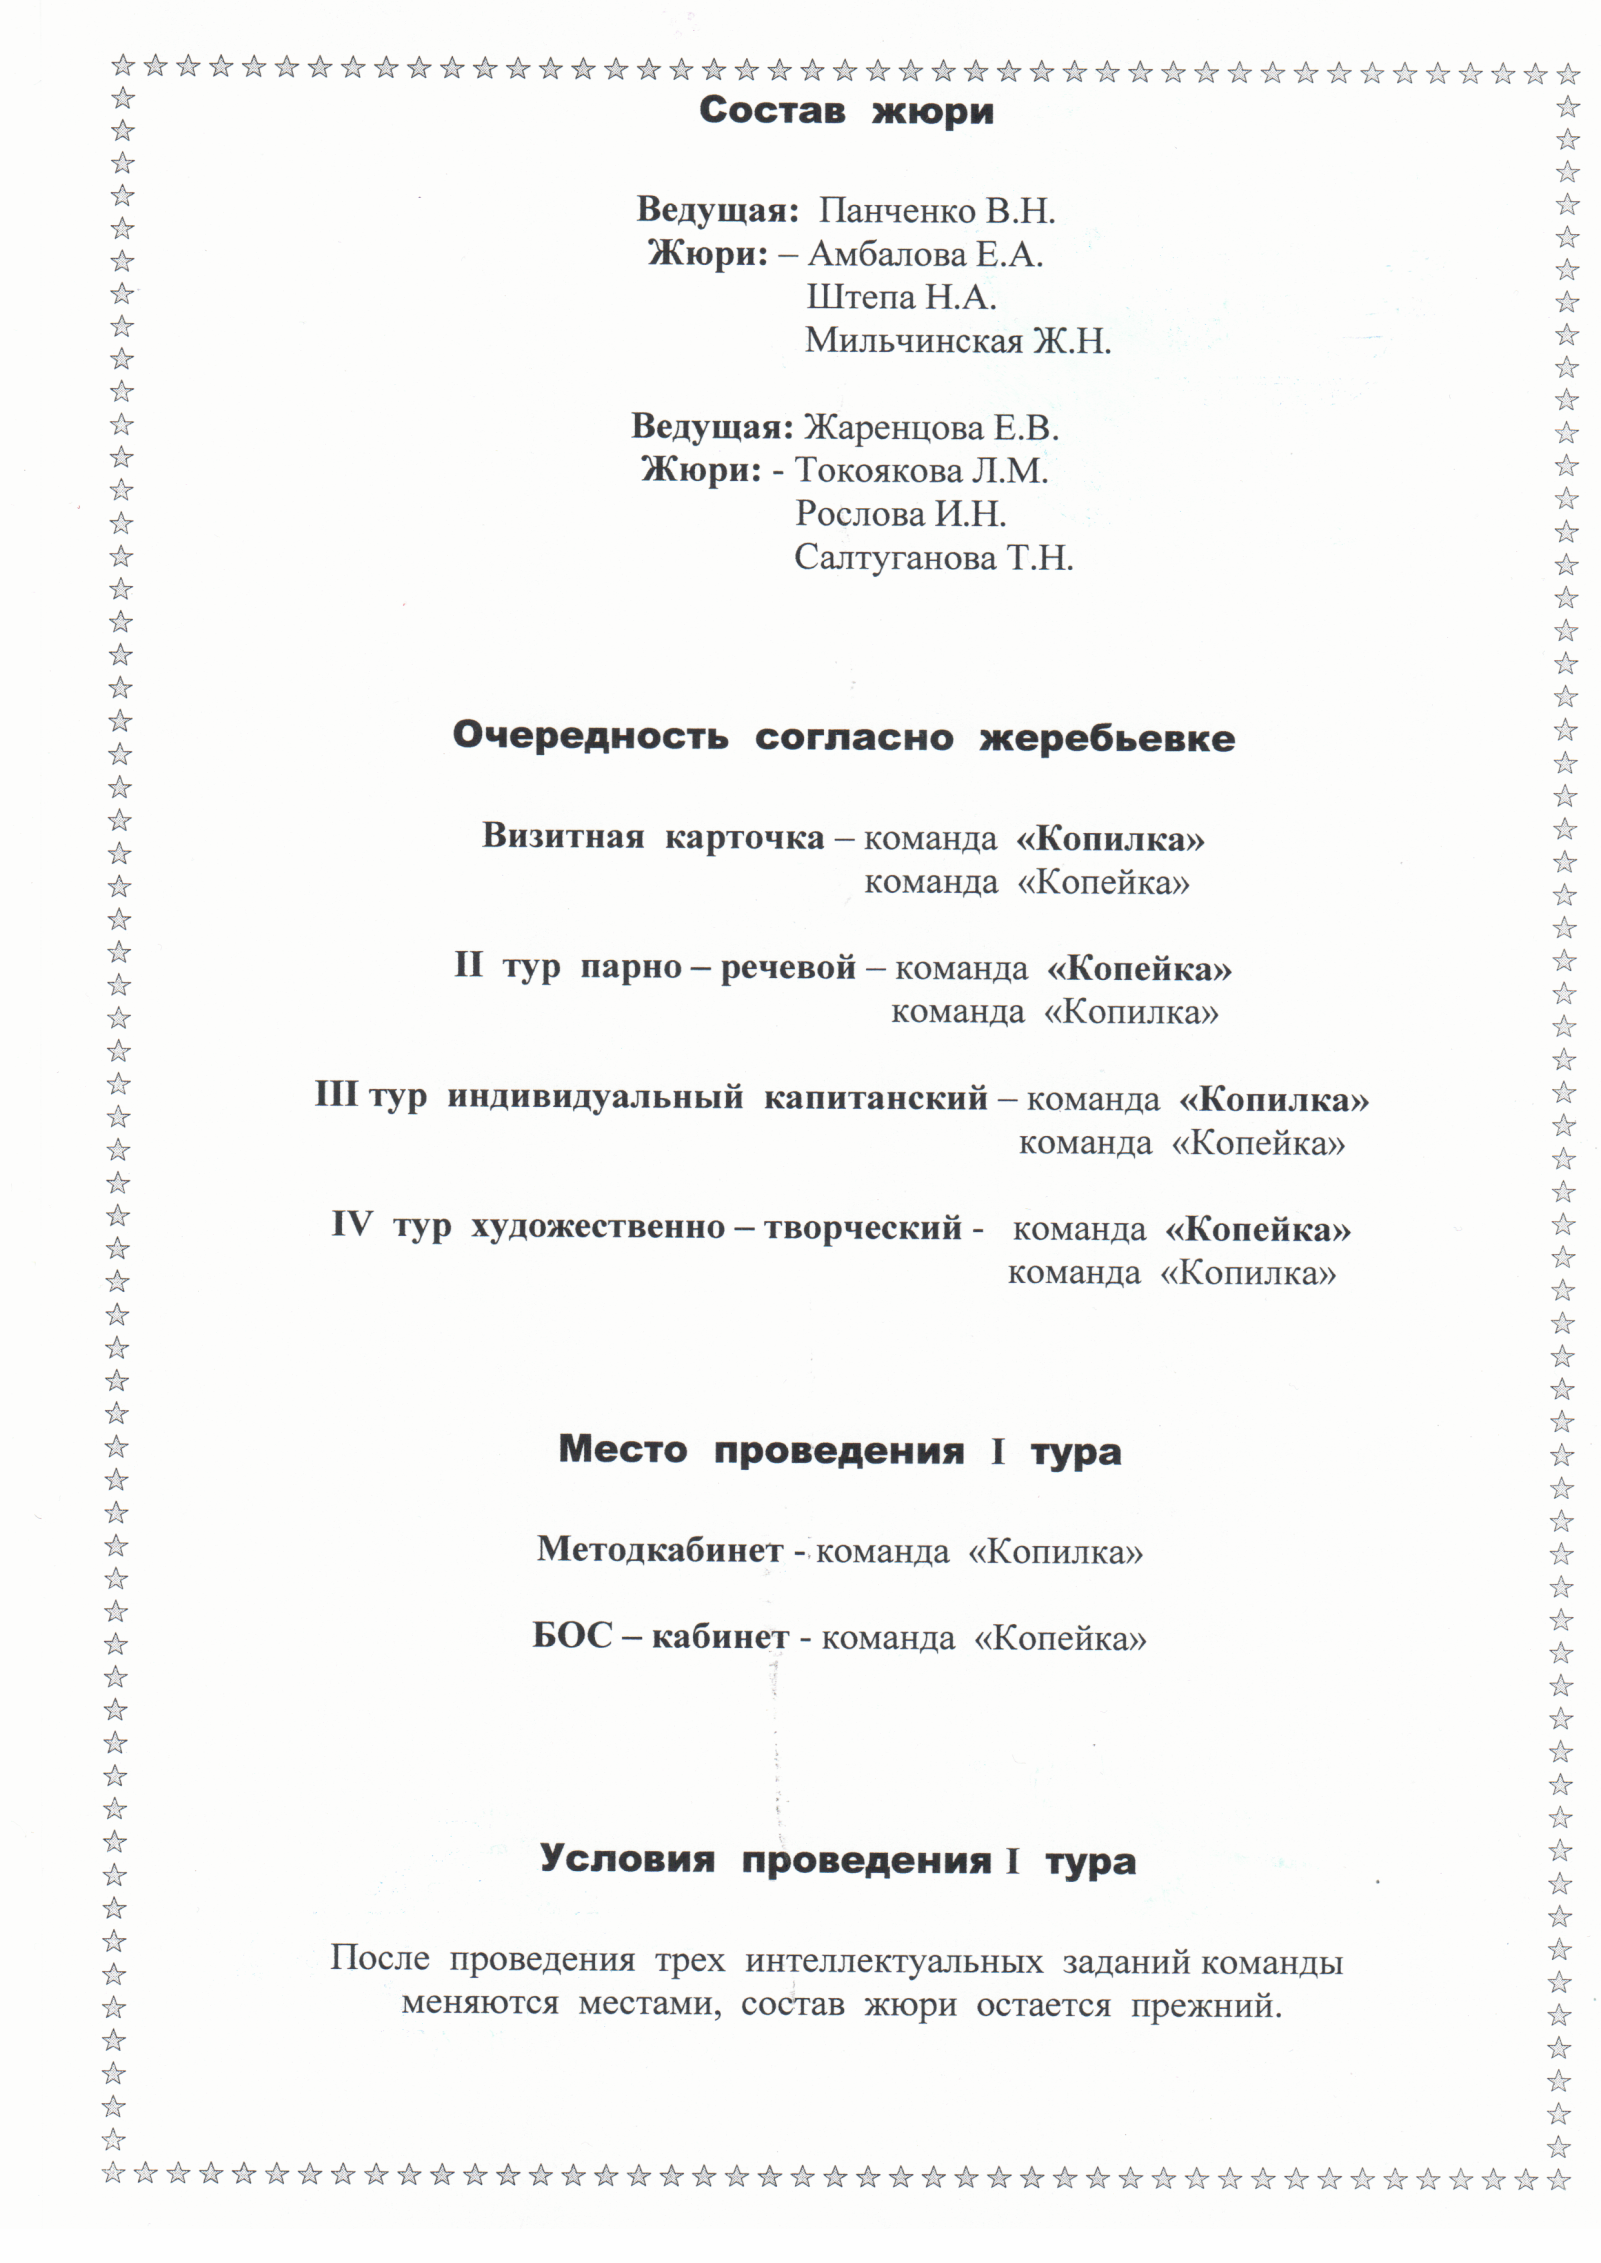 Состав жюри
Ведущая: Панченко В.Н.
Жюри: – Амбалова Е.А.
Штепа Н.А.
Мильчинская Ж.Н.
Ведущая: Жаренцова Е.В.
Жюри: - Токоякова Л.М.
Рослова И.Н.
Салтуганова Т.Н.
Очередность согласно жеребьевке
Визитная карточка – команда «Копилка»
команда «Копейка»
II тур парно – речевой – команда «Копейка»
команда «Копилка»
III тур индивидуальный капитанский – команда «Копилка»
команда «Копейка»
IV тур художественно – творческий - команда «Копейка»
команда «Копилка»
Место проведения I тура
Методкабинет - команда «Копилка»
БОС – кабинет - команда «Копейка»
Условия проведения I тура
После проведения трех интеллектуальных заданий команды
меняются местами, состав жюри остается прежний.